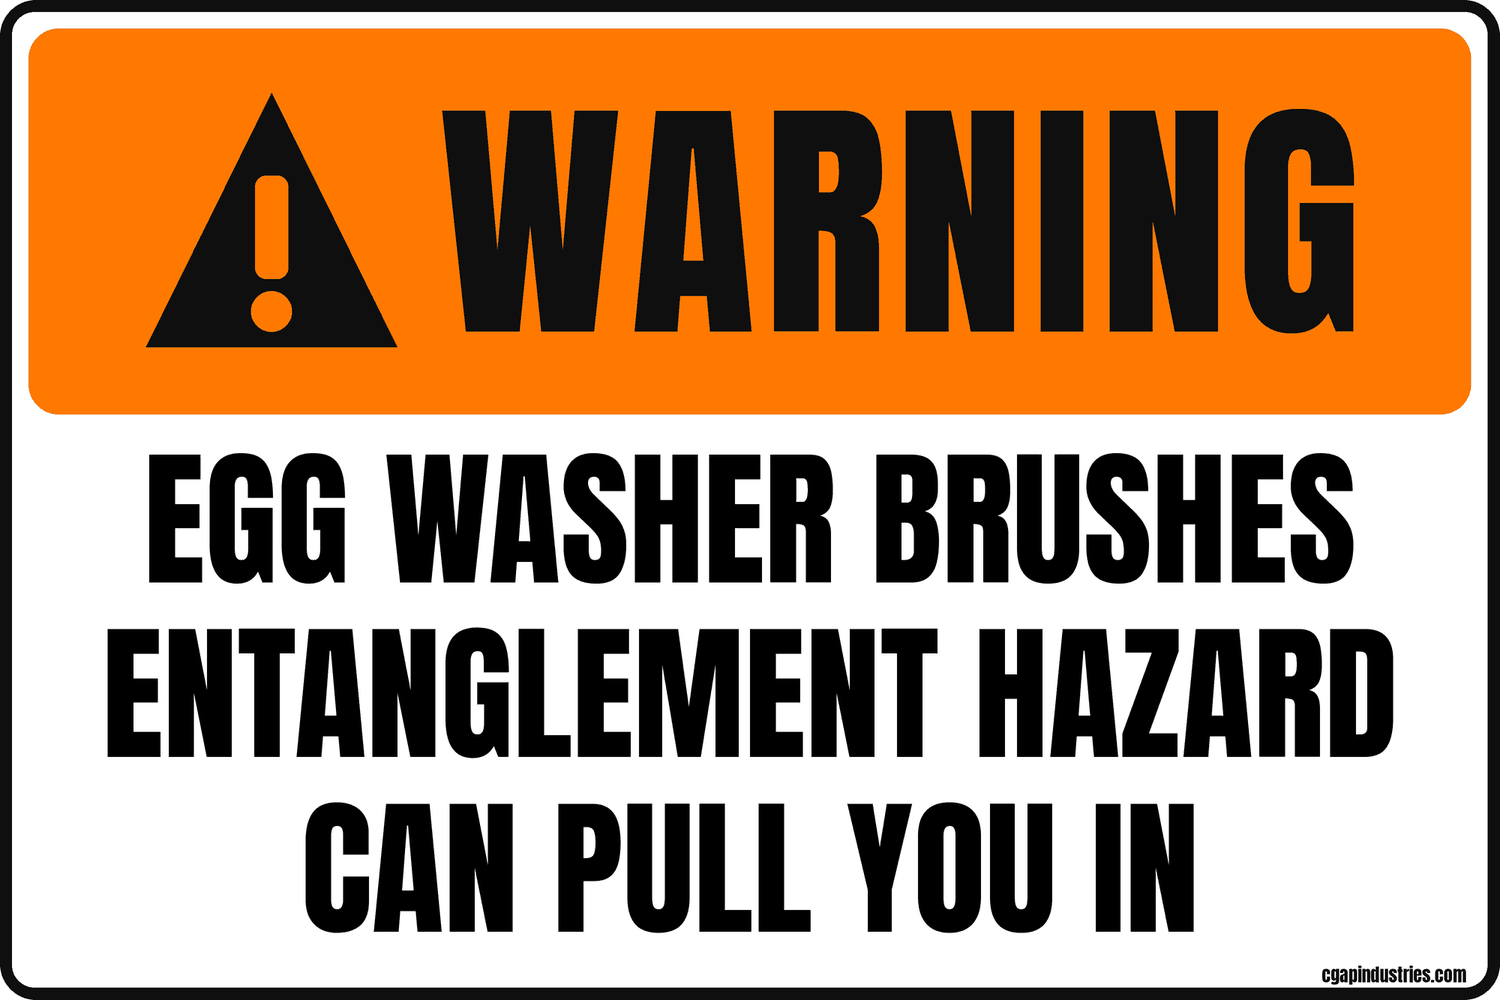 WARNING
EGG WASHER BRUSHES
ENTANGLEMENT HAZARD
CAN PULL YOU IN
cgapindustries.com